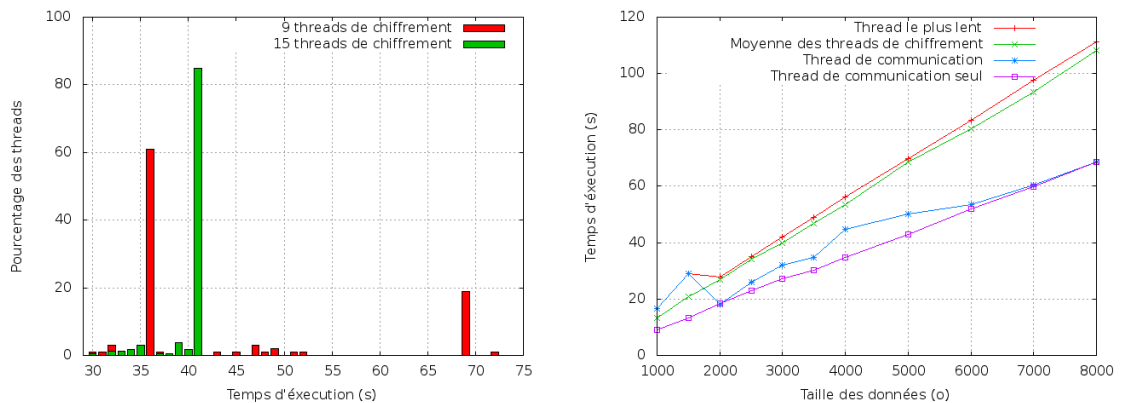 100
80
60
40
20
0
Pourcentage des threads
9 threads de chiffrement
15 threads de chiffrement
30 35 40 45 50 55 60 65 70 75
Temps d'éxecution (s)
120
100
80
60
40
20
0
Temps d'éxecution (s)
Thread le plus lent
Moyenne des threads de chiffrement
Thread de communication
Thread de communication seul
1000 2000 3000 4000 5000 6000 7000 8000
Taille des données (o)